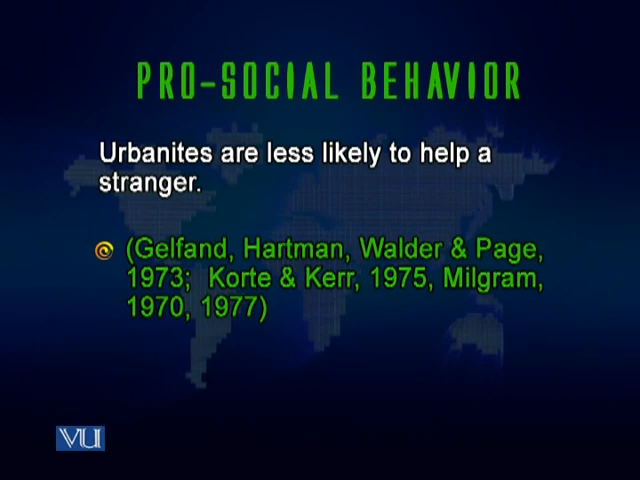 PRO-SOCIAL BEHAVIOR
Urbanites are less likely to help a
stranger.
(Gelfand, Hartman, Walder & Page,
1973;  Korte & Kerr, 1975, Milgram,
1970, 1977)
VU